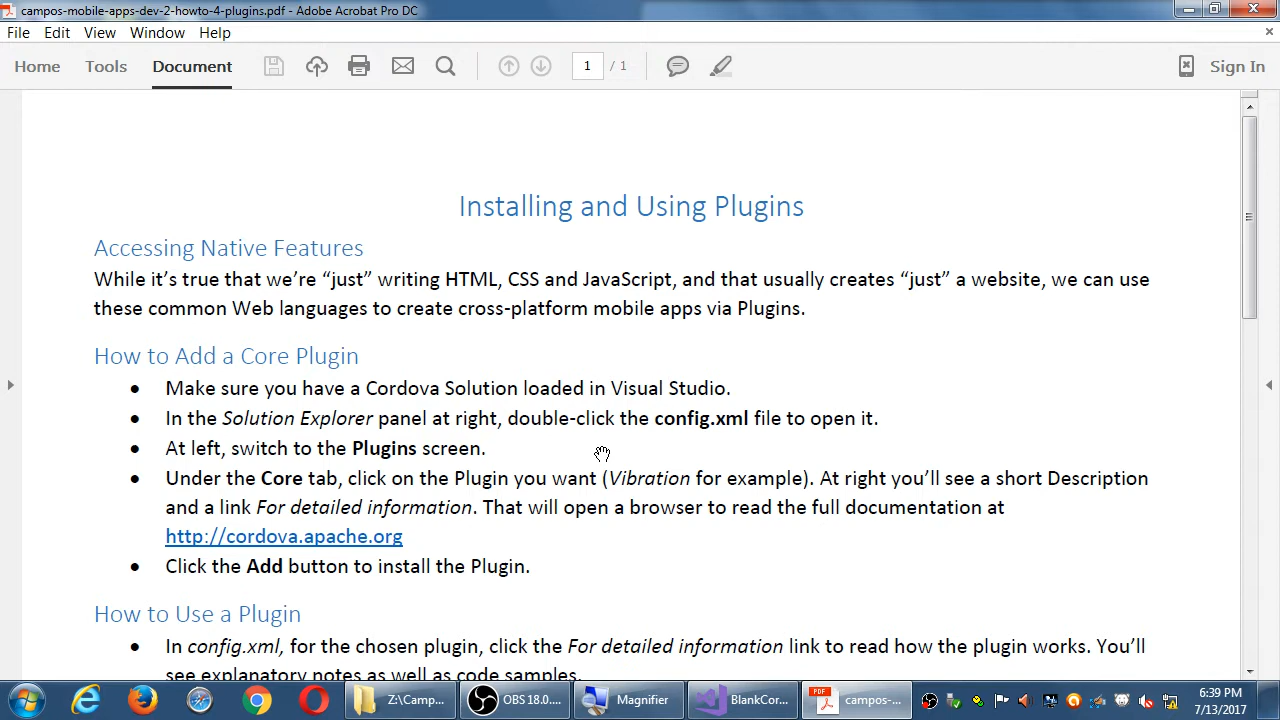 campos-mobile-apps-dev-2-howto-4-plugins.pdf - Adobe Acrobat Pro DC
File Edit View Window Help
Home Tools Document 1 / 1 Sign In
Installing and Using Plugins
Accessing Native Features
While it’s true that we’re “just” writing HTML, CSS and JavaScript, and that usually creates “just” a website, we can use
these common Web languages to create cross-platform mobile apps via Plugins.
How to Add a Core Plugin
• Make sure you have a Cordova Solution loaded in Visual Studio.
• In the Solution Explorer panel at right, double-click the config.xml file to open it.
• At left, switch to the Plugins screen.
• Under the Core tab, click on the Plugin you want (Vibration for example). At right you’ll see a short Description
and a link For detailed information. That will open a browser to read the full documentation at
http://cordova.apache.org
• Click the Add button to install the Plugin.
How to Use a Plugin
• In config.xml, for the chosen plugin, click the For detailed information link to read how the plugin works. You’ll
see explanatory notes as well as code samples.
Z:\Camp... OBS 18.0.... Magnifier BlankCor... PDF campos-... 6:39 PM
7/13/2017